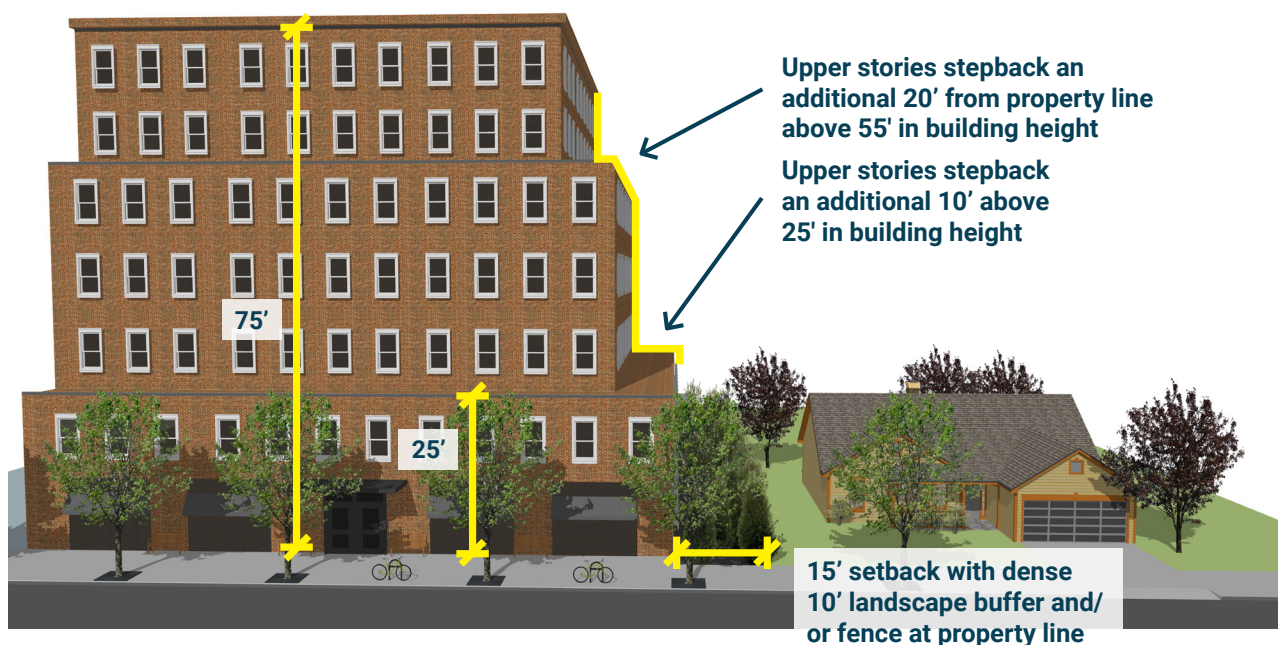 Upper stories stepback an
additional 20’ from property line
above 55' in building height
Upper stories stepback
an additional 10’ above
25' in building height
75’
25’
15’ setback with dense
10’ landscape buffer and/
or fence at property line